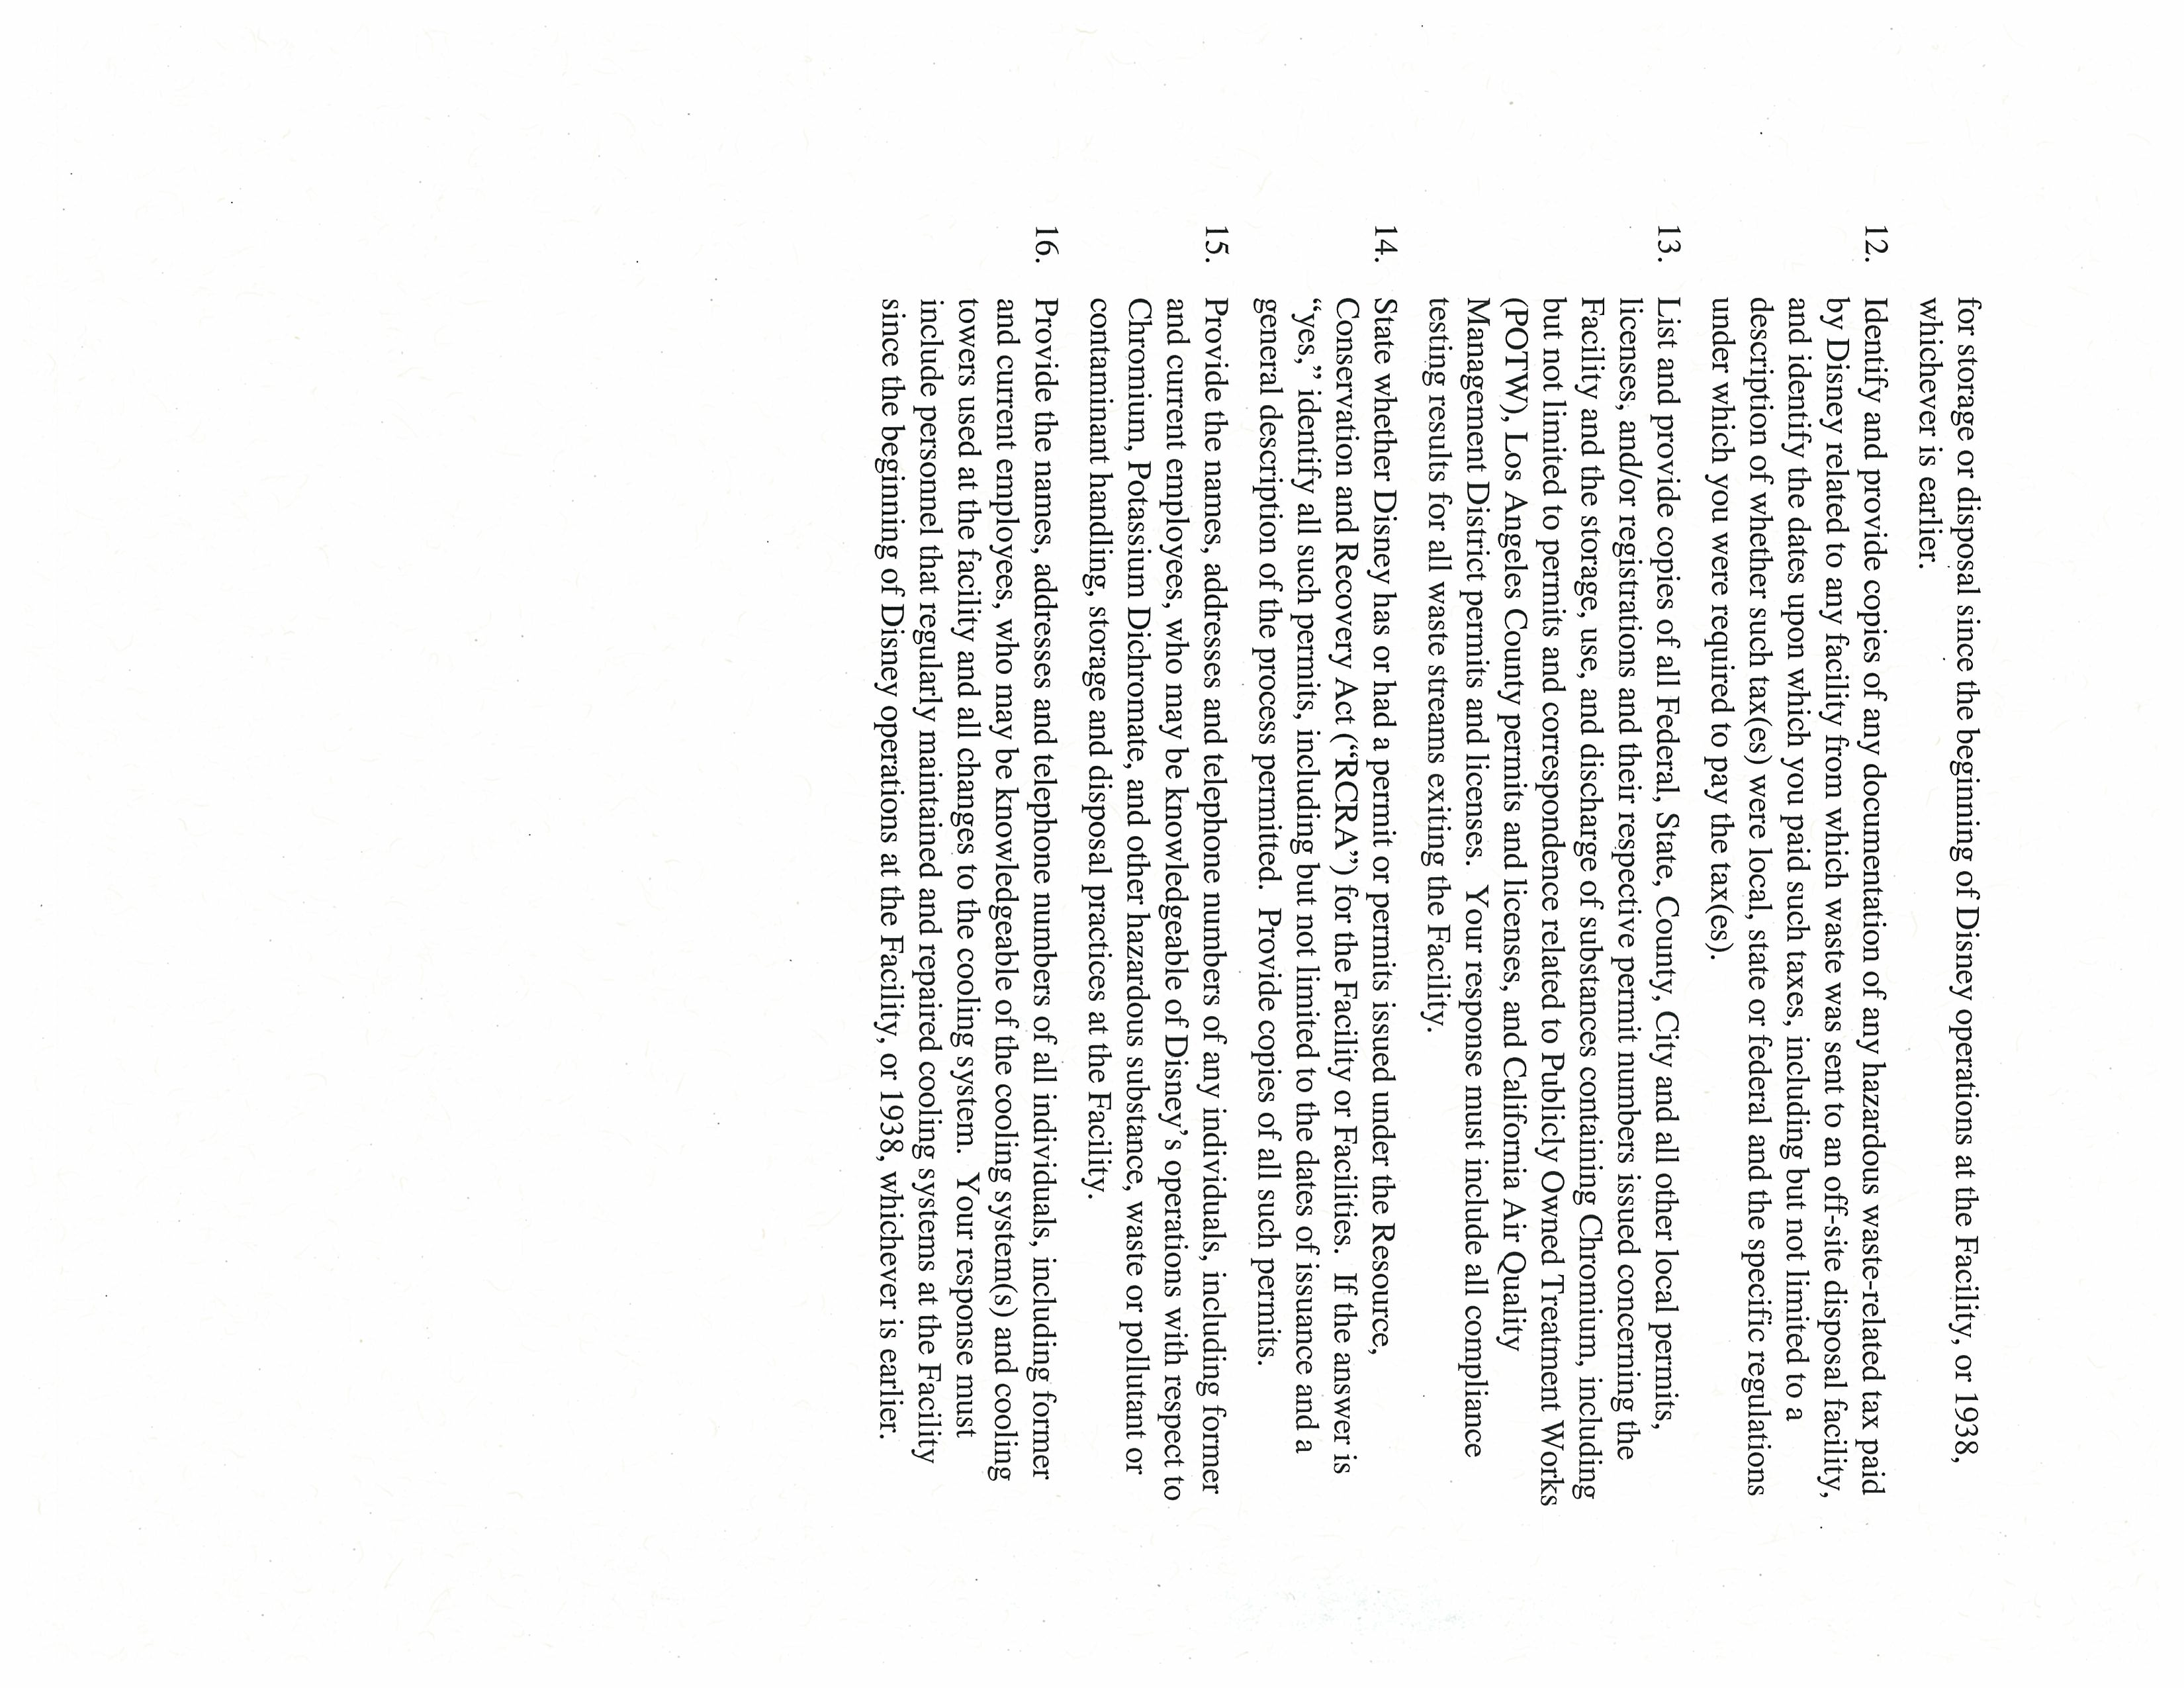 for storage or disposal since the beginning of Disney operations at the Facility, or 1938,
whichever is earlier.
12. Identify and provide copies of any documentation of any hazardous waste-related tax paid
by Disney related to any facility from which waste was sent to an off-site disposal facility,
and identify the dates upon which you paid such taxes, including but not limited to a
description of whether such tax(es) were local, state or federal and the specific regulations
under which you were required to pay the tax(es).
13. List and provide copies of all Federal, State, County, City and all other local permits,
licenses, and/or registrations and their respective permit numbers issued concerning the
Facility and the storage, use, and discharge of substances containing Chromium, including
but not limited to permits and correspondence related to Publicly Owned Treatment Works
(POTW), Los Angeles County permits and licenses, and California Air Quality
Management District permits and licenses. Your response must include all compliance
testing results for all waste streams exiting the Facility.
14. State whether Disney has or had a permit or permits issued under the Resource,
Conservation and Recovery Act (“RCRA”) for the Facility or Facilities. If the answer is
“yes,” identify all such permits, including but not limited to the dates of issuance and a
general description of the process permitted. Provide copies of all such permits.
15. Provide the names, addresses and telephone numbers of any individuals, including former
and current employees, who may be knowledgeable of Disney’s operations with respect to
Chromium, Potassium Dichromate, and other hazardous substance, waste or pollutant or
contaminant handling, storage and disposal practices at the Facility.
16. Provide the names, addresses and telephone numbers of all individuals, including former
and current employees, who may be knowledgeable of the cooling system(s) and cooling
towers used at the facility and all changes to the cooling system. Your response must
include personnel that regularly maintained and repaired cooling systems at the Facility
since the beginning of Disney operations at the Facility, or 1938, whichever is earlier.